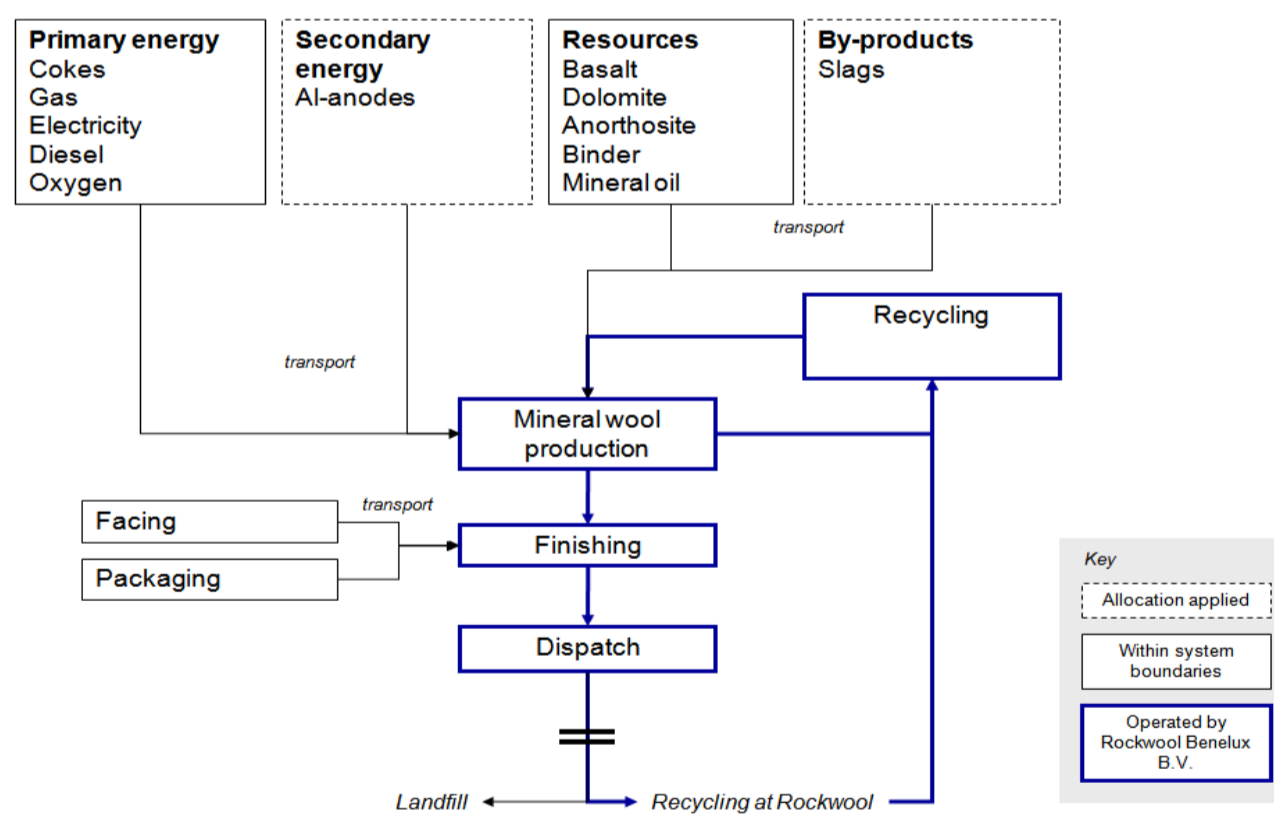 Primary energy
Cokes
Gas
Electricity
Diesel
Oxygen
Secondary
energy
Al-anodes
Resources
Basalt
Dolomite
Anorthosite
Binder
Mineral oil
By-products
Slags
transport
Recycling
transport
Mineral wool
production
transport
Facing
Packaging
Finishing
Dispatch
Landfill
Recycling at Rockwool
Key
Allocation applied
Within system
boundaries
Operated by
Rockwool Benelux
B.V.